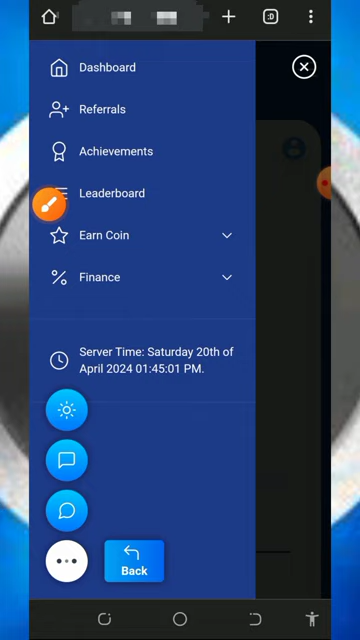 :D
Dashboard
Referrals
Achievements
Leaderboard
Earn Coin
Finance
Server Time: Saturday 20th of
April 2024 01:45:01 PM.
Back